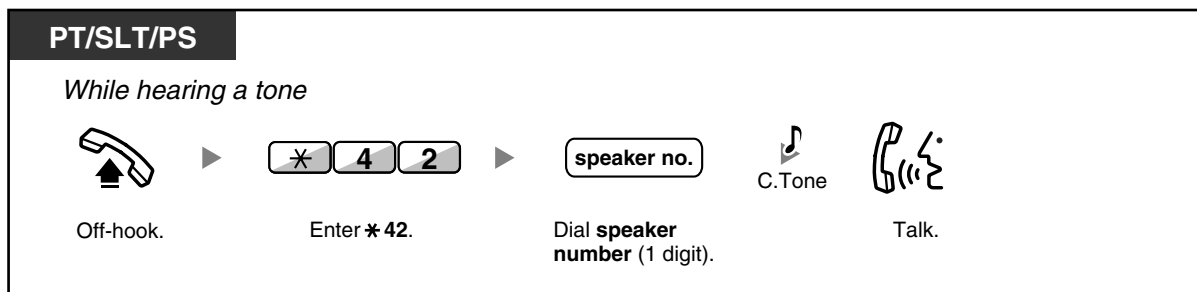 PT/SLT/PS
While hearing a tone
* 4 2
speaker no.
C.Tone
Off-hook.
Enter * 42.
Dial speaker
number (1 digit).
Talk.